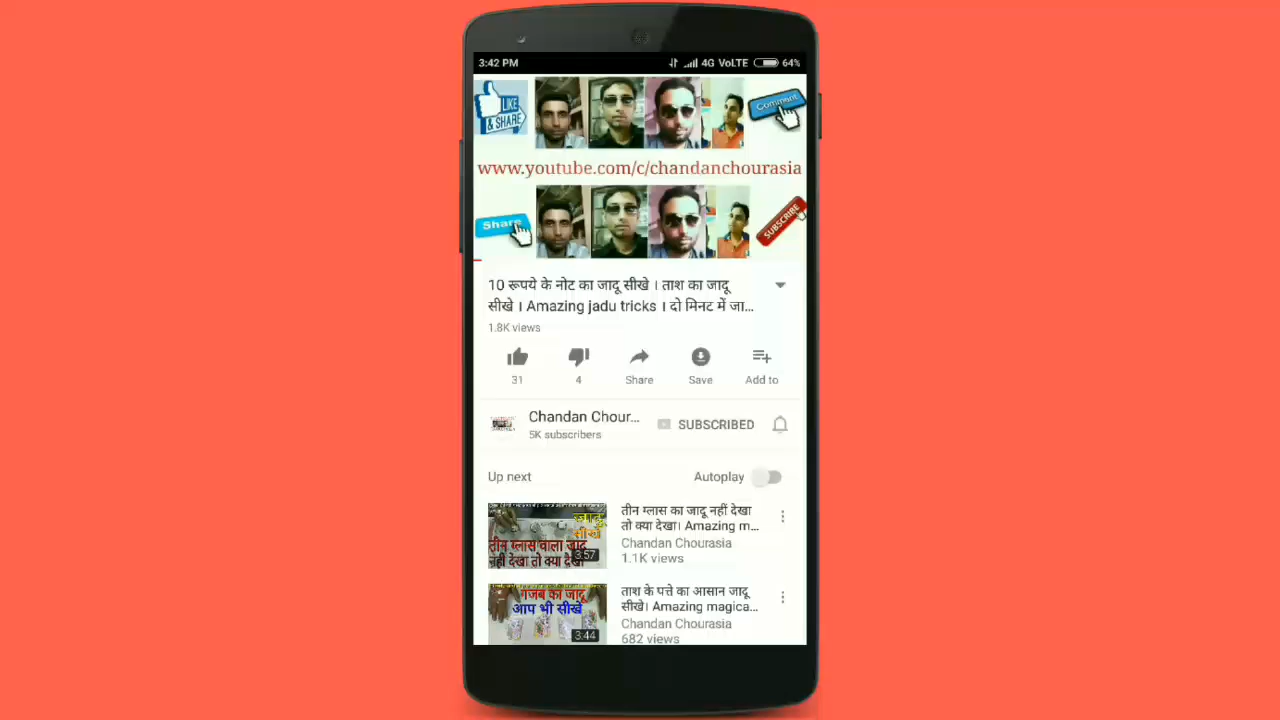 3:42 PM 4G VoLTE 64%
LIKE
& SHARE
Comment
www.youtube.com/c/chandanchourasia
Share
SUBSCRIBE
10 रूपये के नोट का जादू सीखे । ताश का जादू
सीखे । Amazing jadu tricks । दो मिनट में जा...
1.8K views
31 4 Share Save Add to
Chandan Chour... SUBSCRIBED
5K subscribers
Up next Autoplay
जादू
सीखे
तीन ग्लास वाला जादू
नही देखा तो क्या देखा
3:57
तीन ग्लास का जादू नहीं देखा
तो क्या देखा। Amazing m...
Chandan Chourasia
1.1K views
गजब का जादू
आप भी सीखे
3:44
ताश के पत्ते का आसान जादू
सीखे। Amazing magica...
Chandan Chourasia
682 views